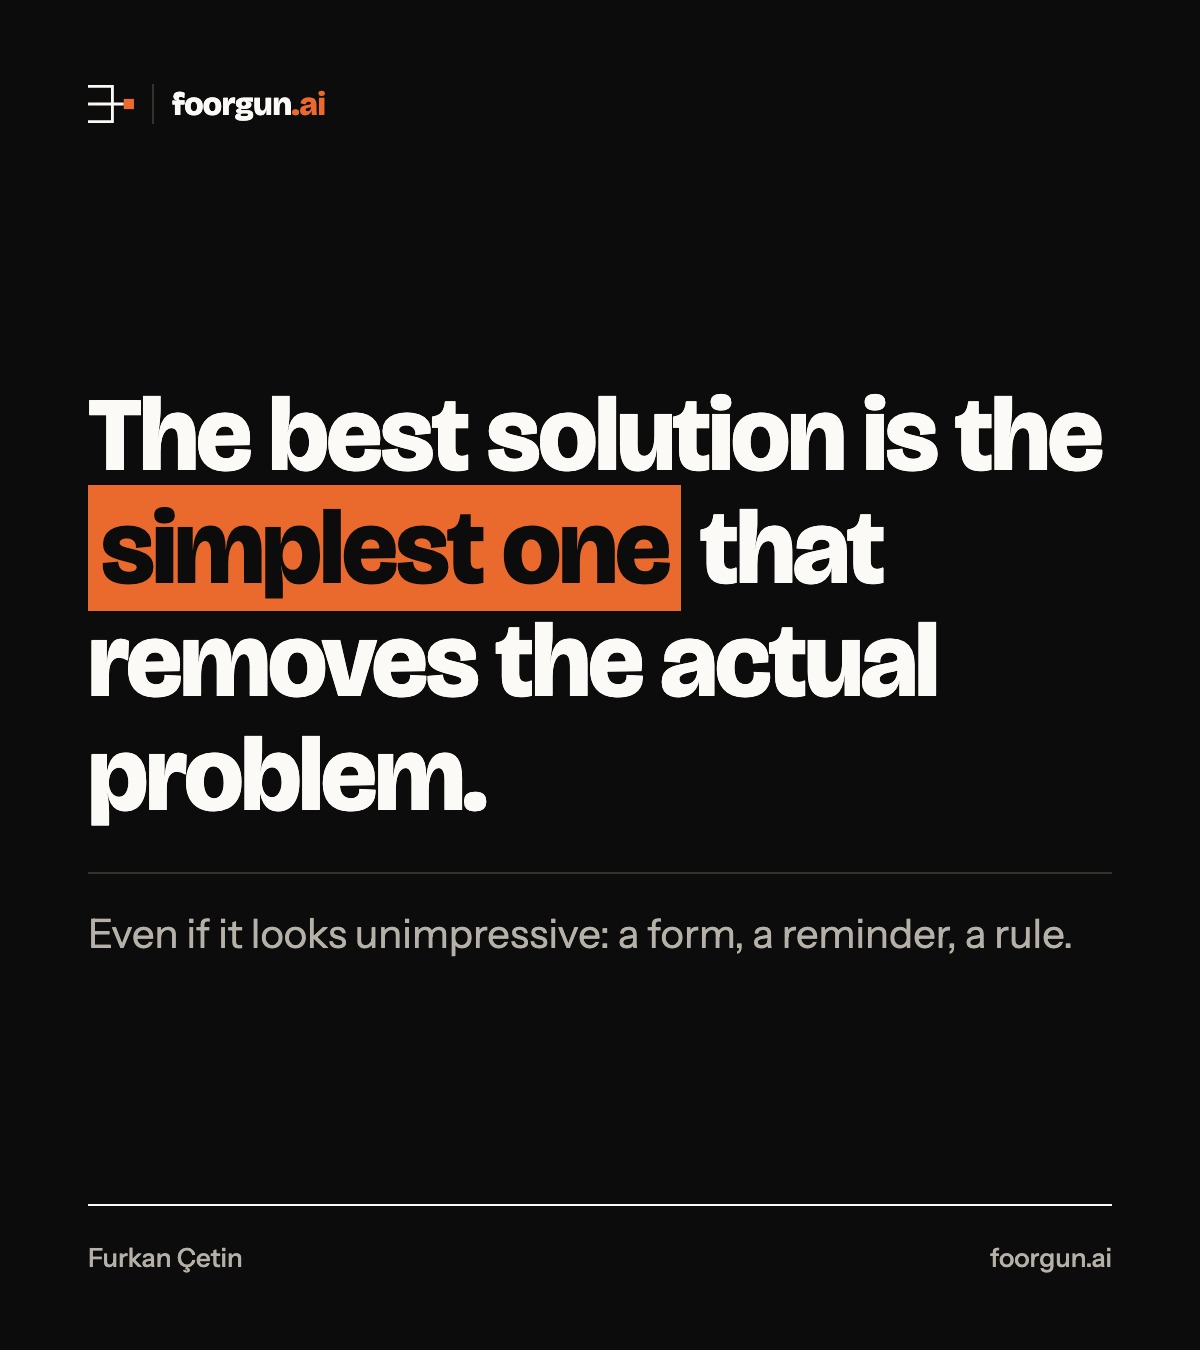 foorgun.ai
The best solution is the
simplest one that
removes the actual
problem.
Even if it looks unimpressive: a form, a reminder, a rule.
Furkan Çetin
foorgun.ai